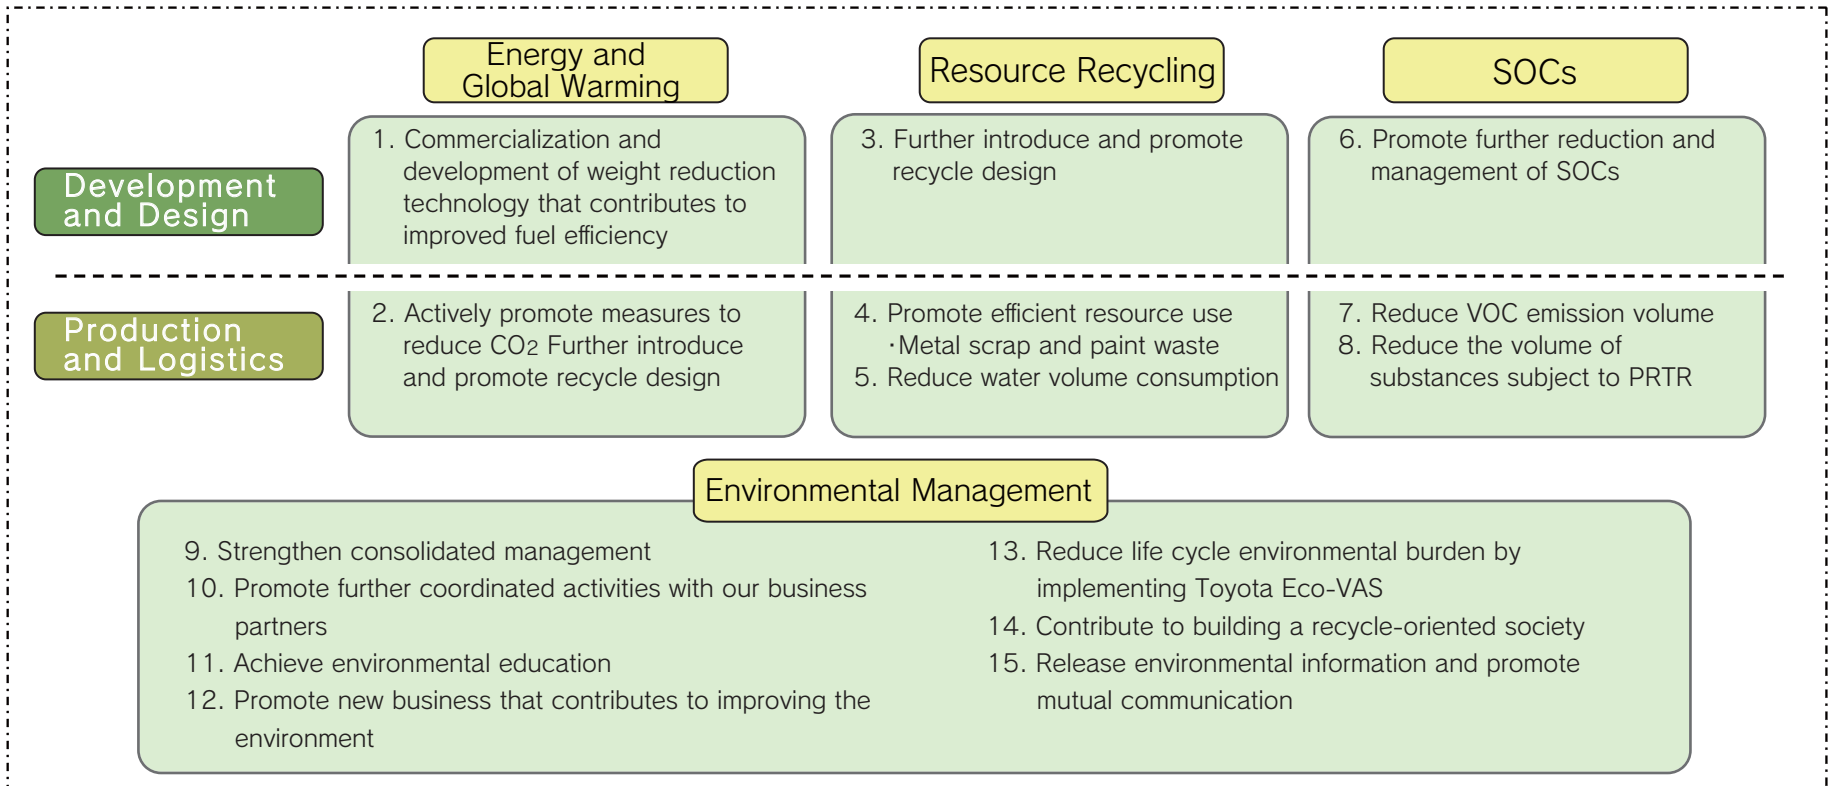 Energy and
Global Warming
Resource Recycling
SOCs
Development
and Design
1. Commercialization and
development of weight reduction
technology that contributes to
improved fuel efficiency
3. Further introduce and promote
recycle design
6. Promote further reduction and
management of SOCs
Production
and Logistics
2. Actively promote measures to
reduce CO2 Further introduce
and promote recycle design
4. Promote efficient resource use
·Metal scrap and paint waste
5. Reduce water volume consumption
7. Reduce VOC emission volume
8. Reduce the volume of
substances subject to PRTR
Environmental Management
9. Strengthen consolidated management
10. Promote further coordinated activities with our business
partners
11. Achieve environmental education
12. Promote new business that contributes to improving the
environment
13. Reduce life cycle environmental burden by
implementing Toyota Eco-VAS
14. Contribute to building a recycle-oriented society
15. Release environmental information and promote
mutual communication